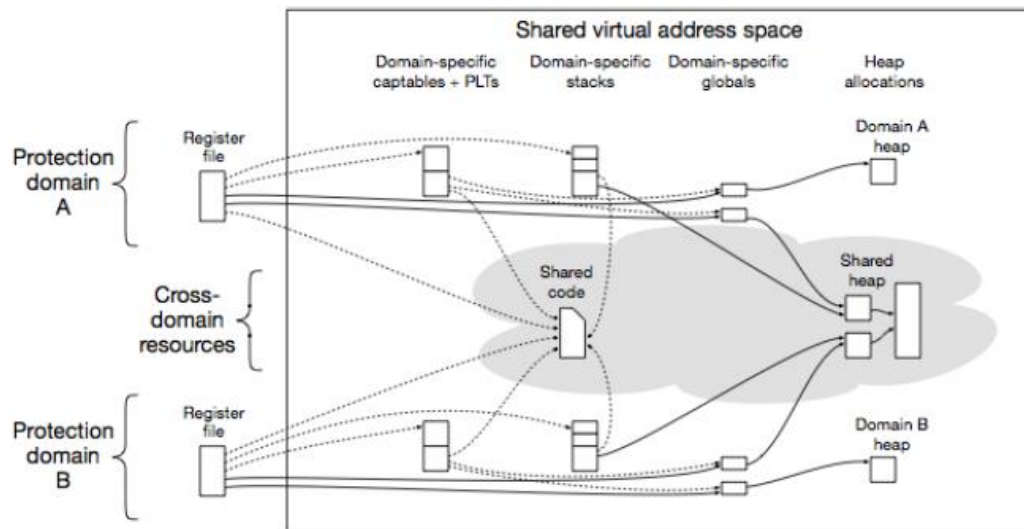 Shared virtual address space
Domain-specific
captables + PLTs
Domain-specific
stacks
Domain-specific
globals
Heap
allocations
Protection
domain
A
Register
file
Domain A
heap
Cross-
domain
resources
Shared
code
Shared
heap
Protection
domain
B
Register
file
Domain B
heap